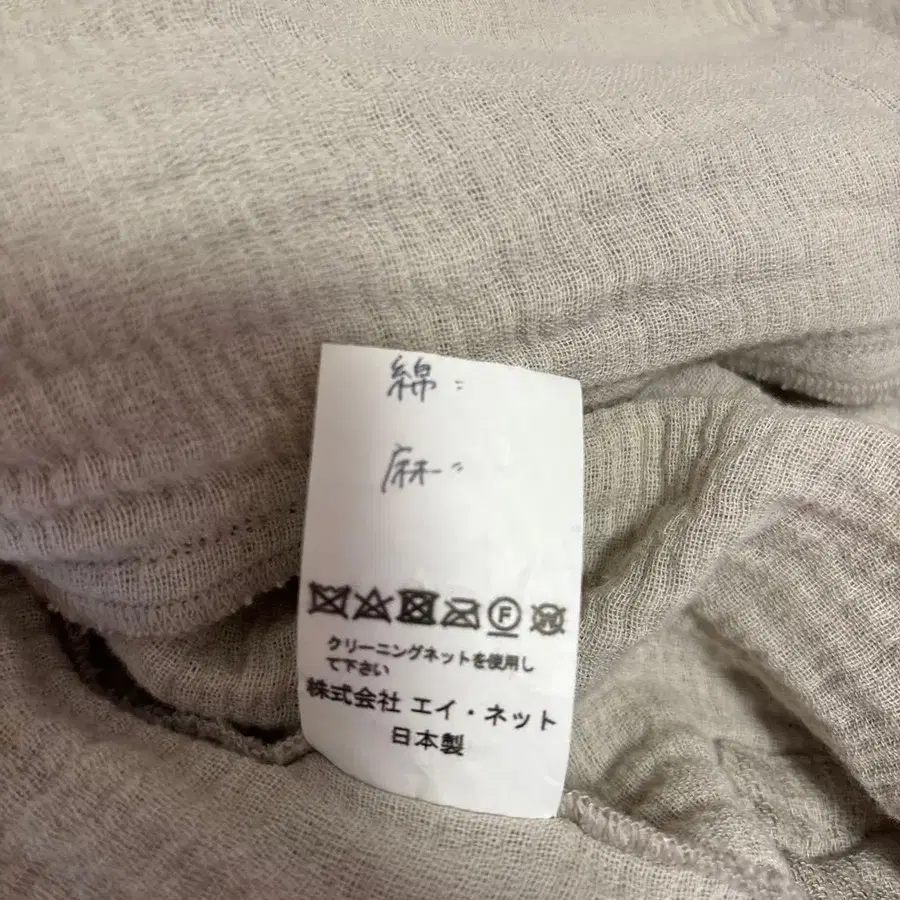 綿:
麻:
F W
クリーニングネットを使用し
て下さい
株式会社 エイ・ネット
日本製